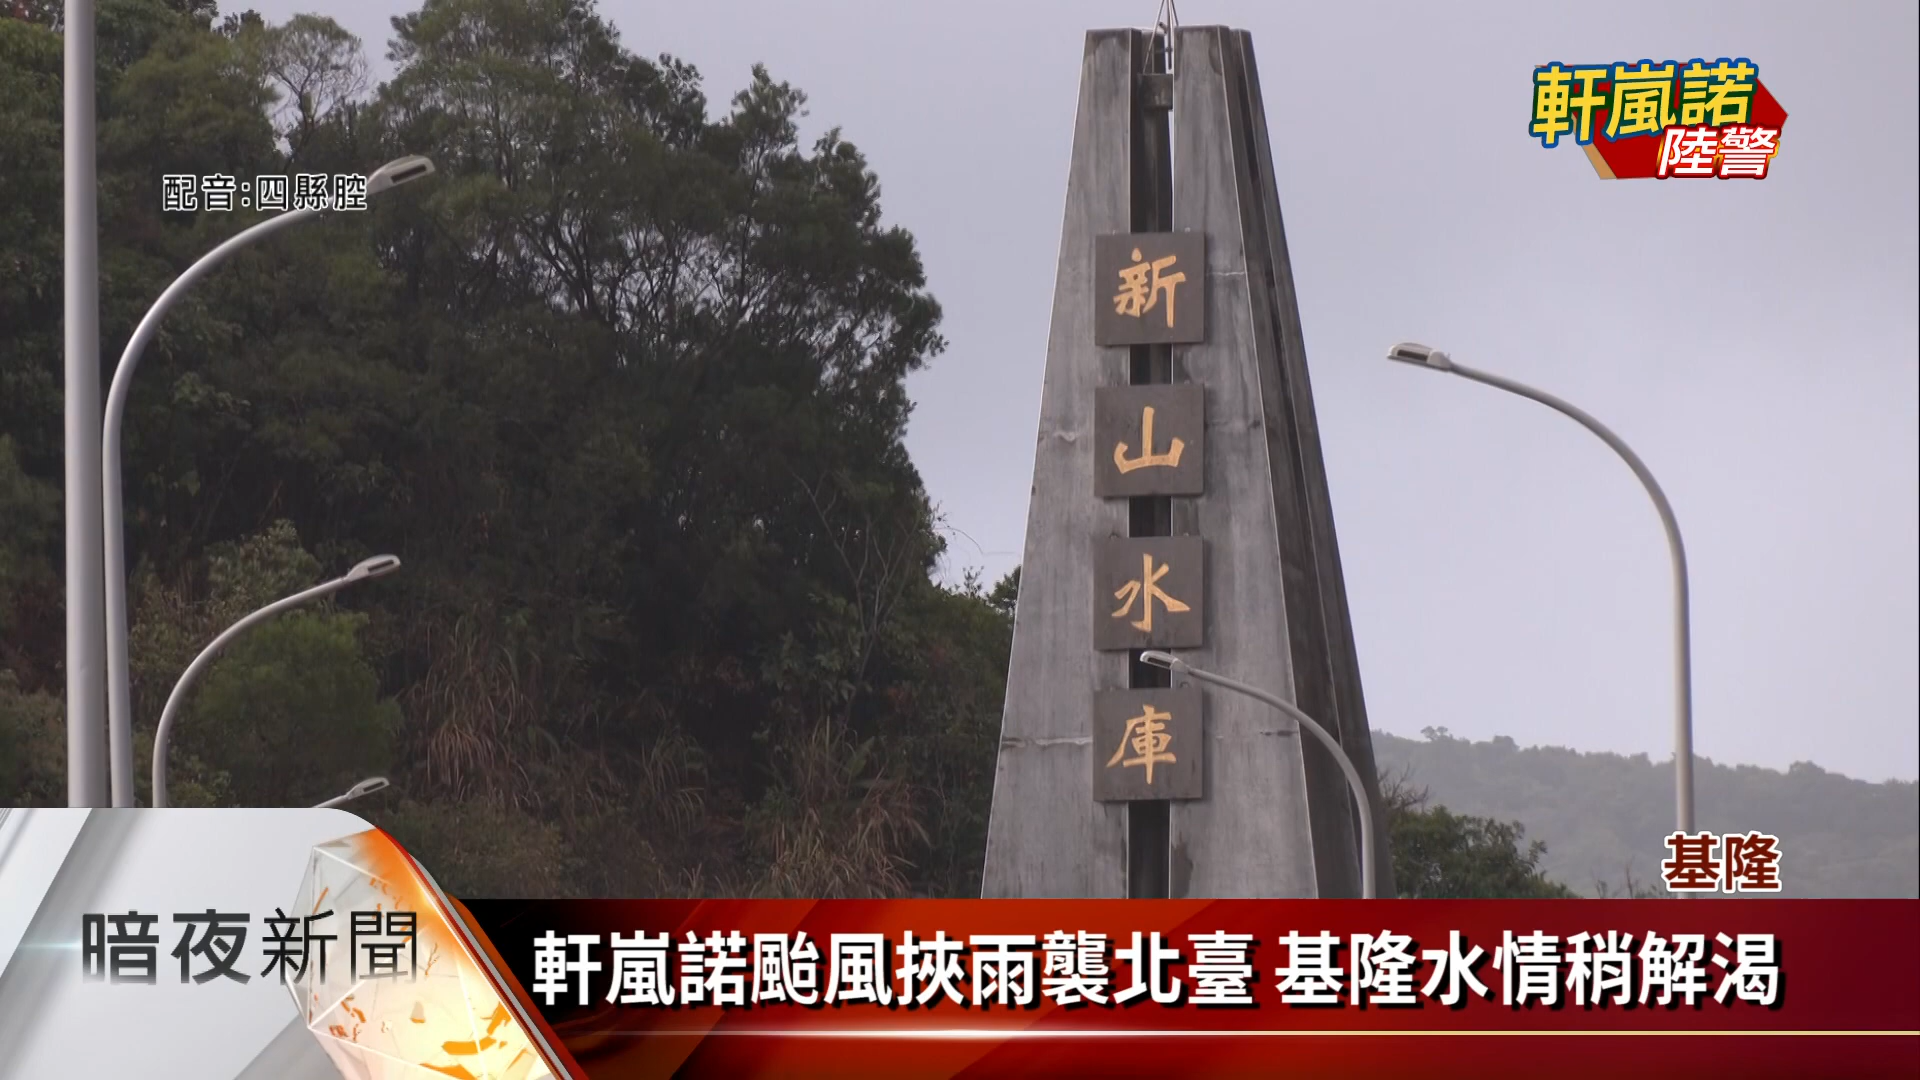 軒嵐諾
陸警
配音:四縣腔
新
山
水
庫
基隆
暗夜新聞
軒嵐諾颱風挾雨襲北臺 基隆水情稍解渴